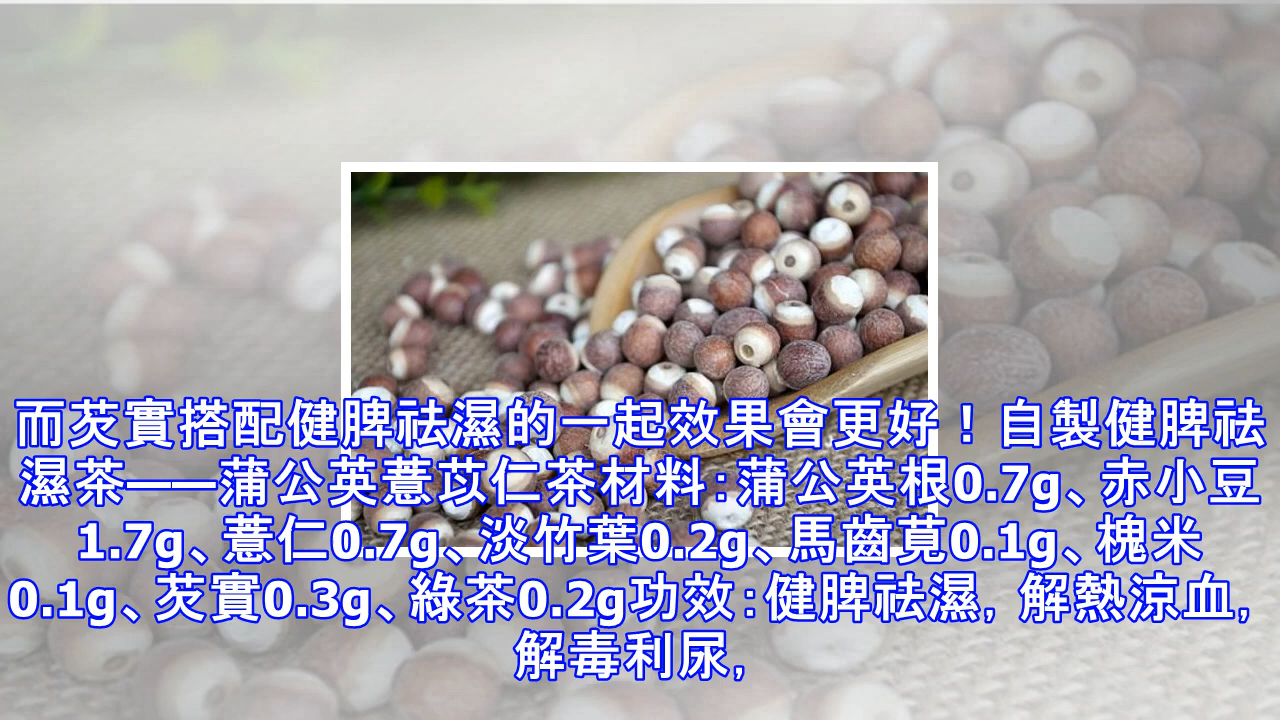 而芡實搭配健脾祛濕的一起效果會更好！自製健脾祛
濕茶——蒲公英薏苡仁茶材料：蒲公英根0.7g、赤小豆
1.7g、薏仁0.7g、淡竹葉0.2g、馬齒莧0.1g、槐米
0.1g、芡實0.3g、綠茶0.2g功效：健脾祛濕，解熱涼血，
解毒利尿，